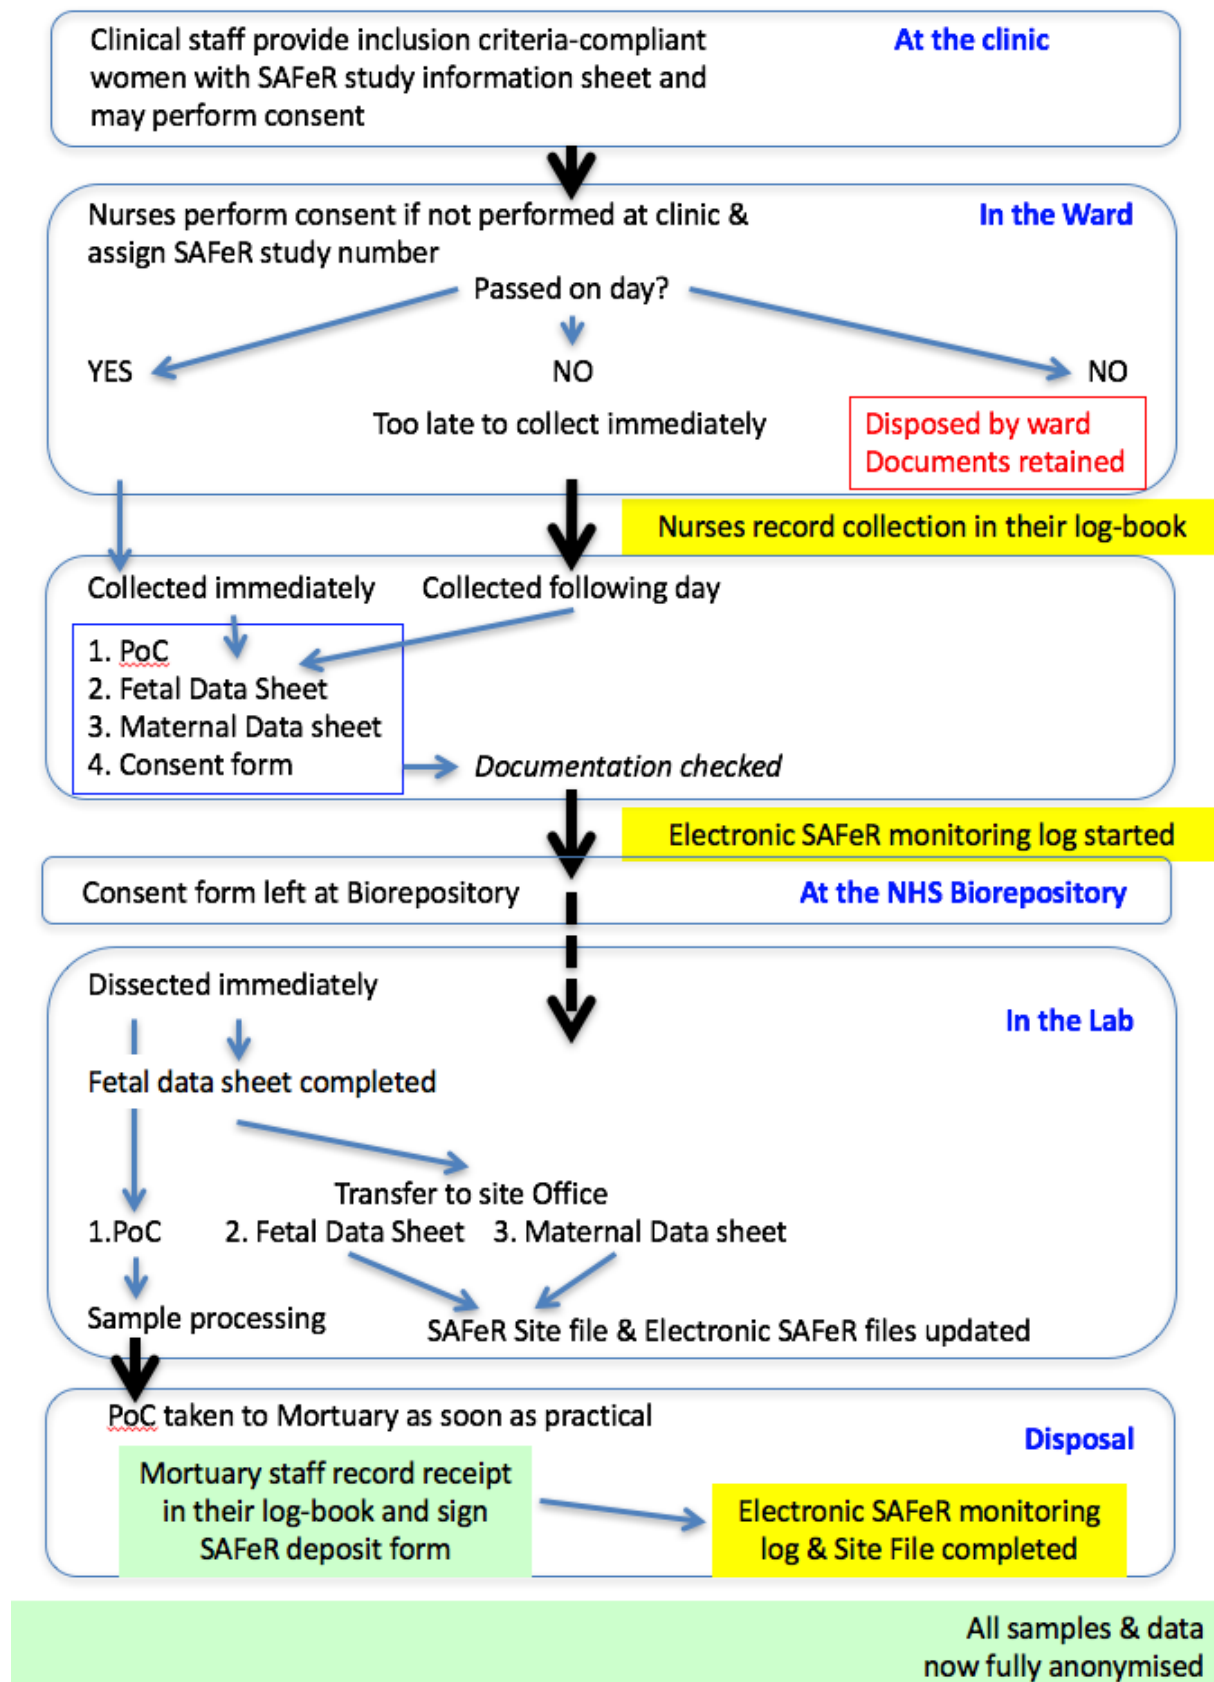 Clinical staff provide inclusion criteria-compliant
women with SAFeR study information sheet and
may perform consent
At the clinic
Nurses perform consent if not performed at clinic &
assign SAFeR study number
In the Ward
Passed on day?
YES
NO
NO
Too late to collect immediately
Disposed by ward
Documents retained
Nurses record collection in their log-book
Collected immediately
Collected following day
1. PoC
2. Fetal Data Sheet
3. Maternal Data sheet
4. Consent form
Documentation checked
Electronic SAFeR monitoring log started
Consent form left at Biorepository
At the NHS Biorepository
Dissected immediately
In the Lab
Fetal data sheet completed
Transfer to site Office
1.PoC
2. Fetal Data Sheet
3. Maternal Data sheet
Sample processing
SAFeR Site file & Electronic SAFeR files updated
PoC taken to Mortuary as soon as practical
Disposal
Mortuary staff record receipt
in their log-book and sign
SAFeR deposit form
Electronic SAFeR monitoring
log & Site File completed
All samples & data
now fully anonymised